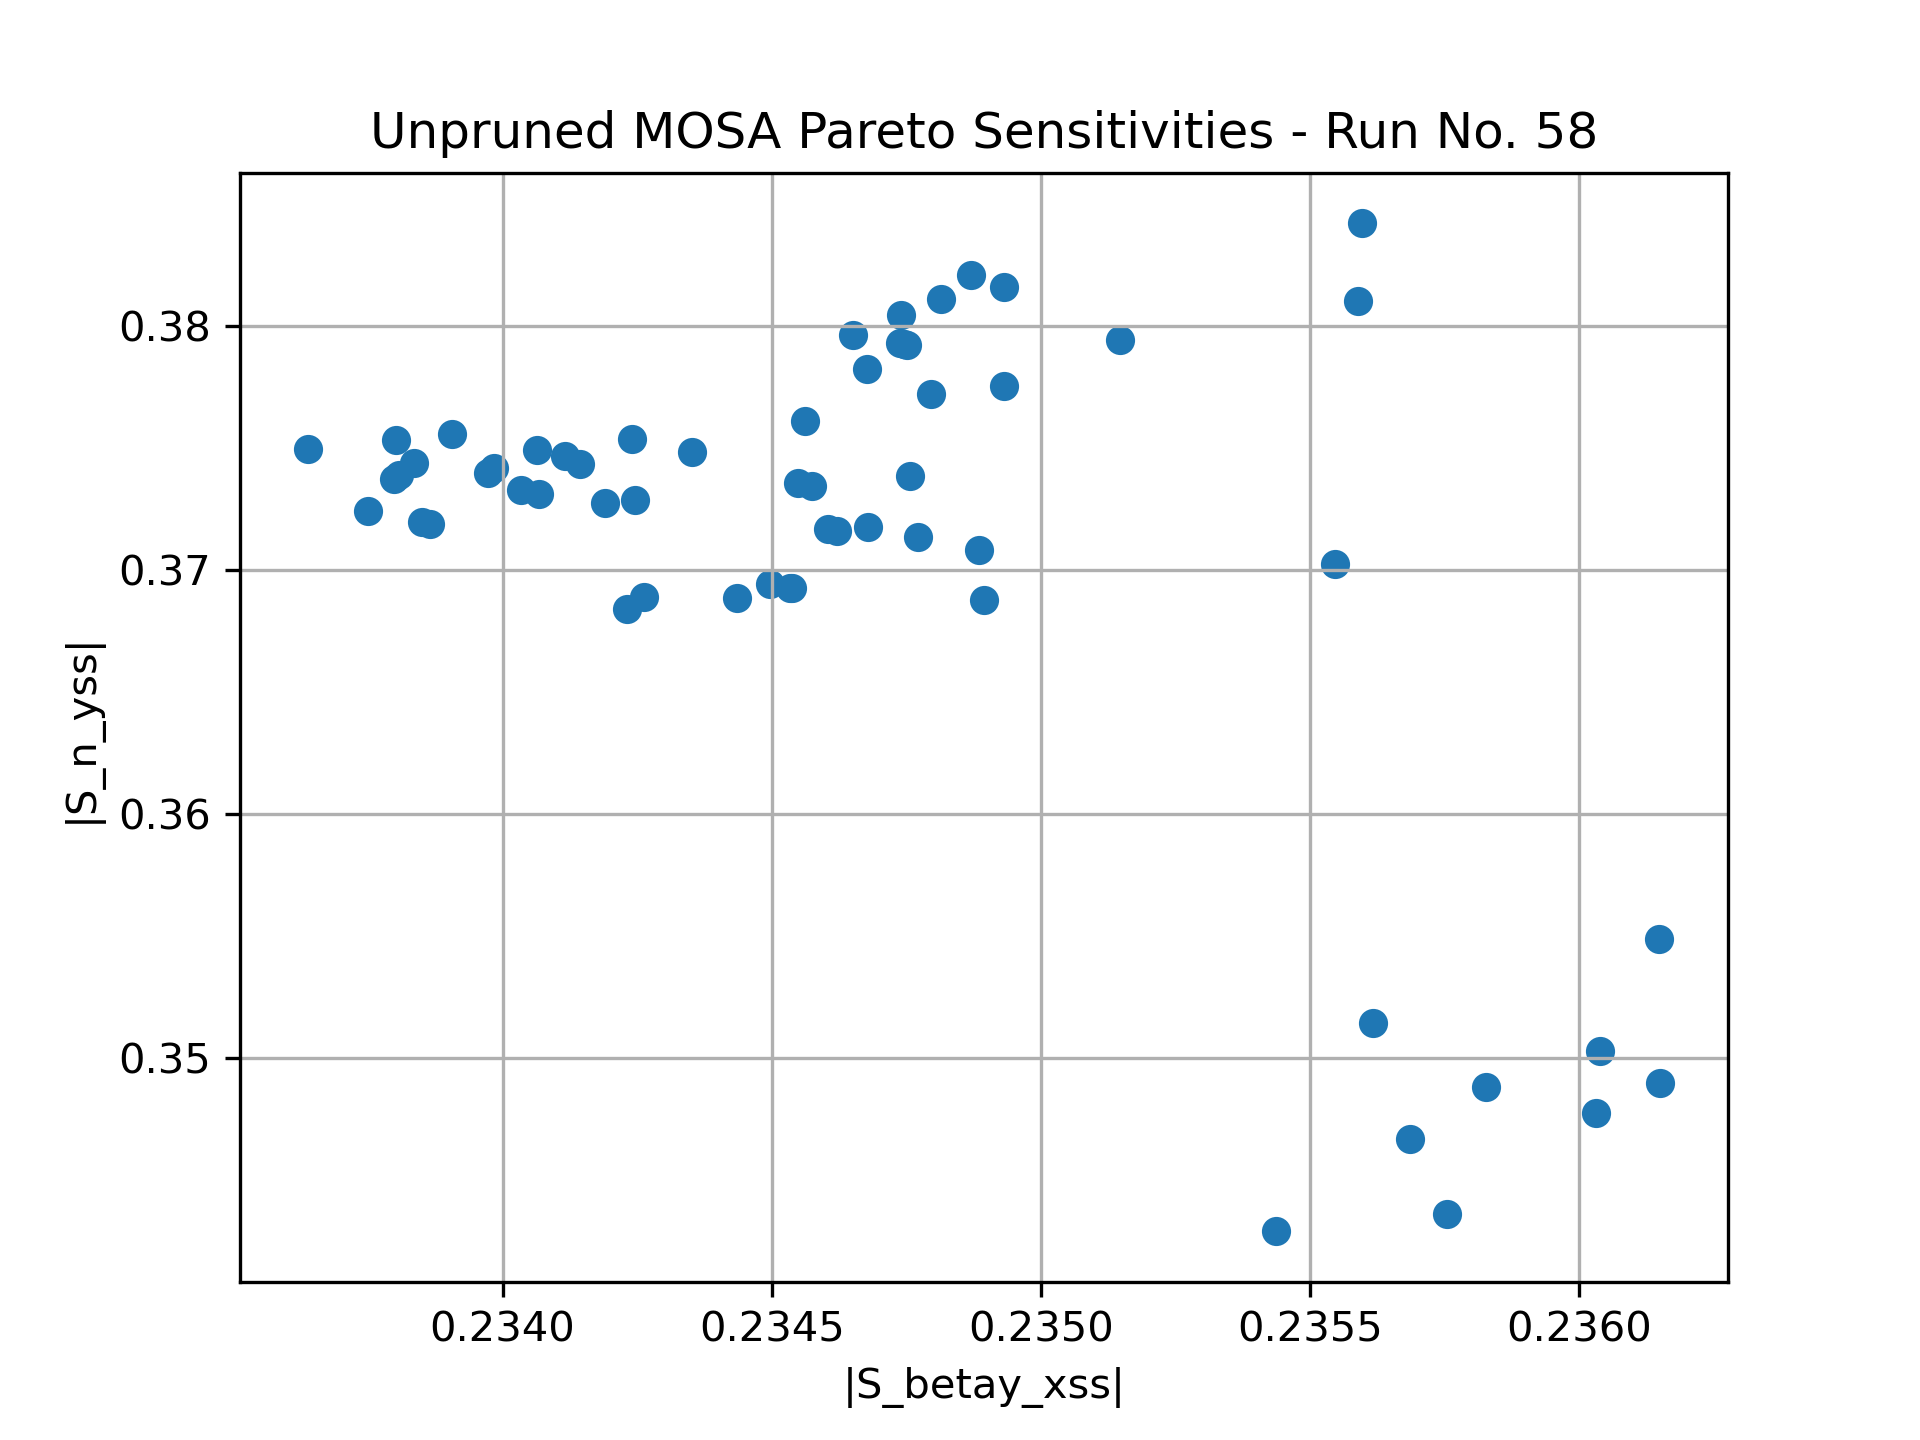 Unpruned MOSA Pareto Sensitivities - Run No. 58
|S_n_yss|
0.38
0.37
0.36
0.35
0.2340 0.2345 0.2350 0.2355 0.2360
|S_betay_xss|